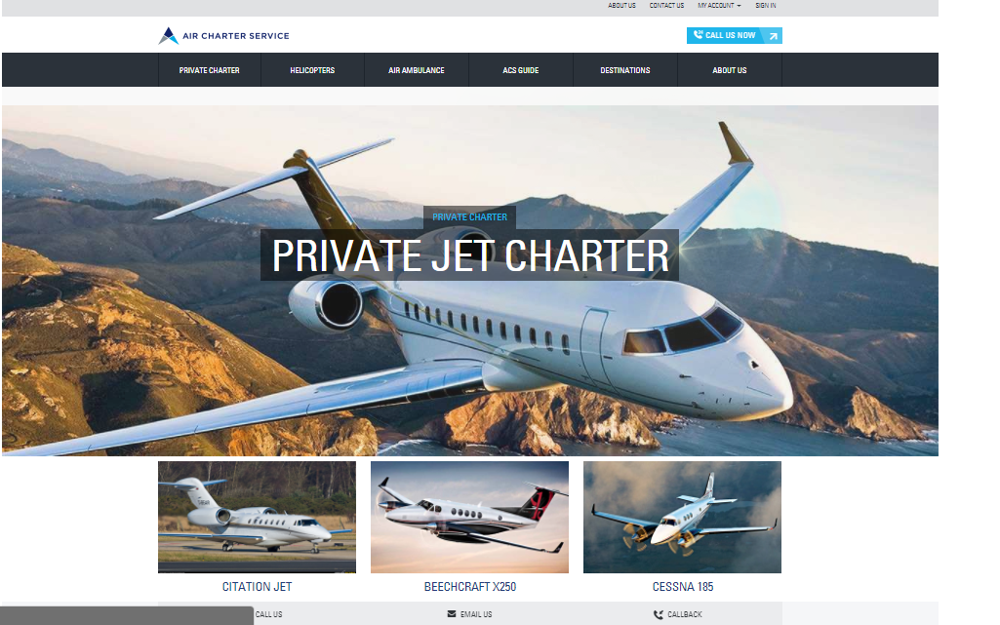 ABOUT US CONTACT US MY ACCOUNT SIGN IN
AIR CHARTER SERVICE
CALL US NOW
PRIVATE CHARTER HELICOPTERS AIR AMBULANCE ACS GUIDE DESTINATIONS ABOUT US
PRIVATE CHARTER
PRIVATE JET CHARTER
CITATION JET BEECHCRAFT X250 CESSNA 185
CALL US EMAIL US CALLBACK